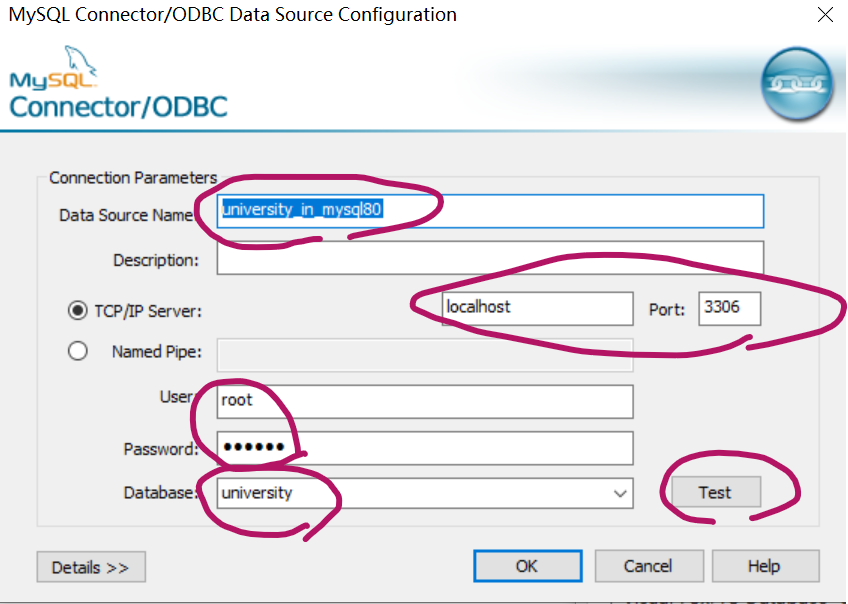 MySQL Connector/ODBC Data Source Configuration
MySQL
Connector/ODBC
Connection Parameters
Data Source Name:
university_in_mysql80
Description:
TCP/IP Server:
localhost
Port:
3306
Named Pipe:
User:
root
Password:
••••••
Database:
university
Test
Details >>
OK
Cancel
Help